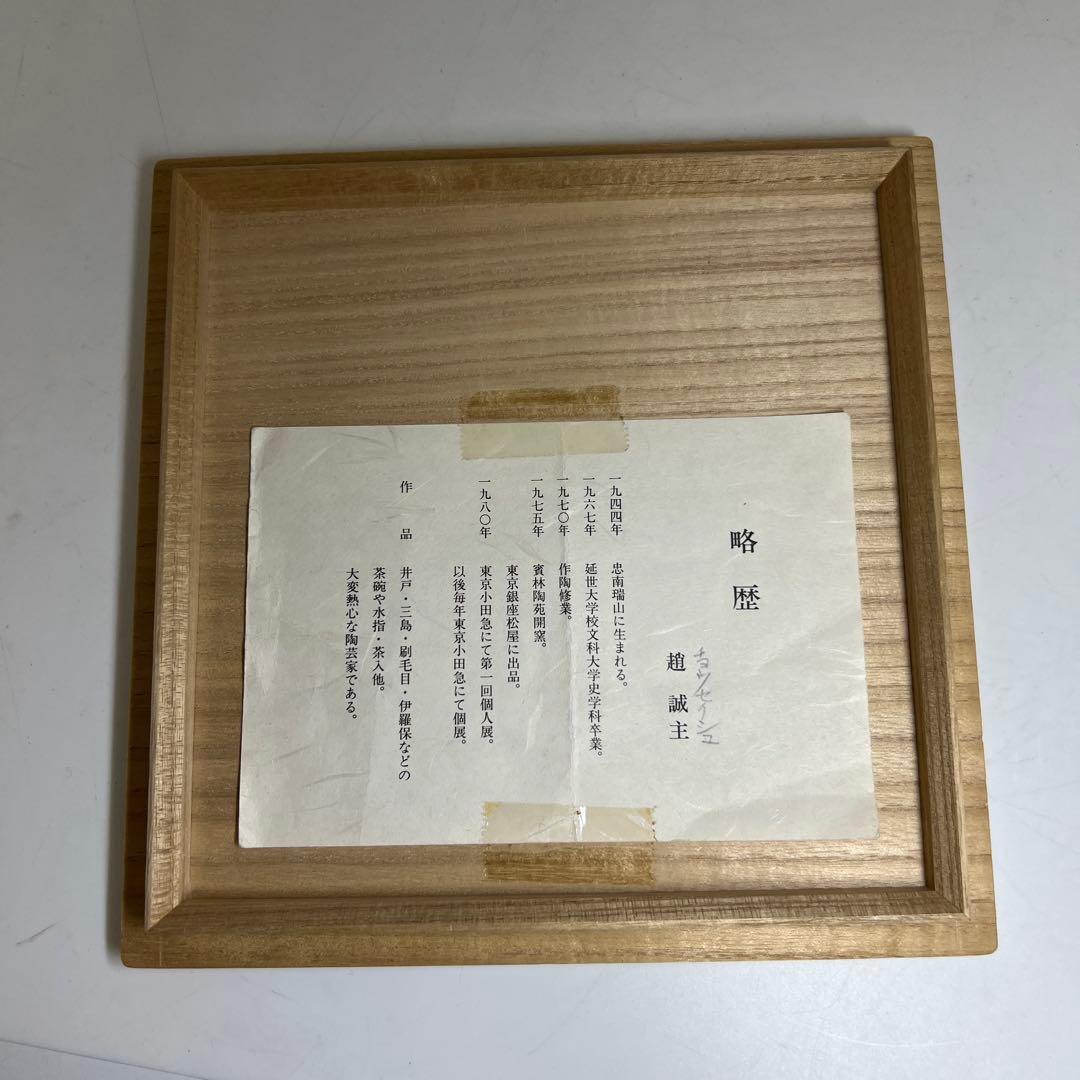 略歴
趙誠主
チョウセイシュ
一九四四年 忠南瑞山に生まれる。
一九六七年 延世大学校文科大学史学科卒業。
一九七〇年 作陶修業。
一九七五年 賓林陶苑開窯。
東京銀座松屋に出品。
一九八〇年 東京小田急にて第一回個人展。
以後毎年東京小田急にて個展。
作品 井戸・三島・刷毛目・伊羅保などの
茶碗や水指・茶入他。
大変熱心な陶芸家である。